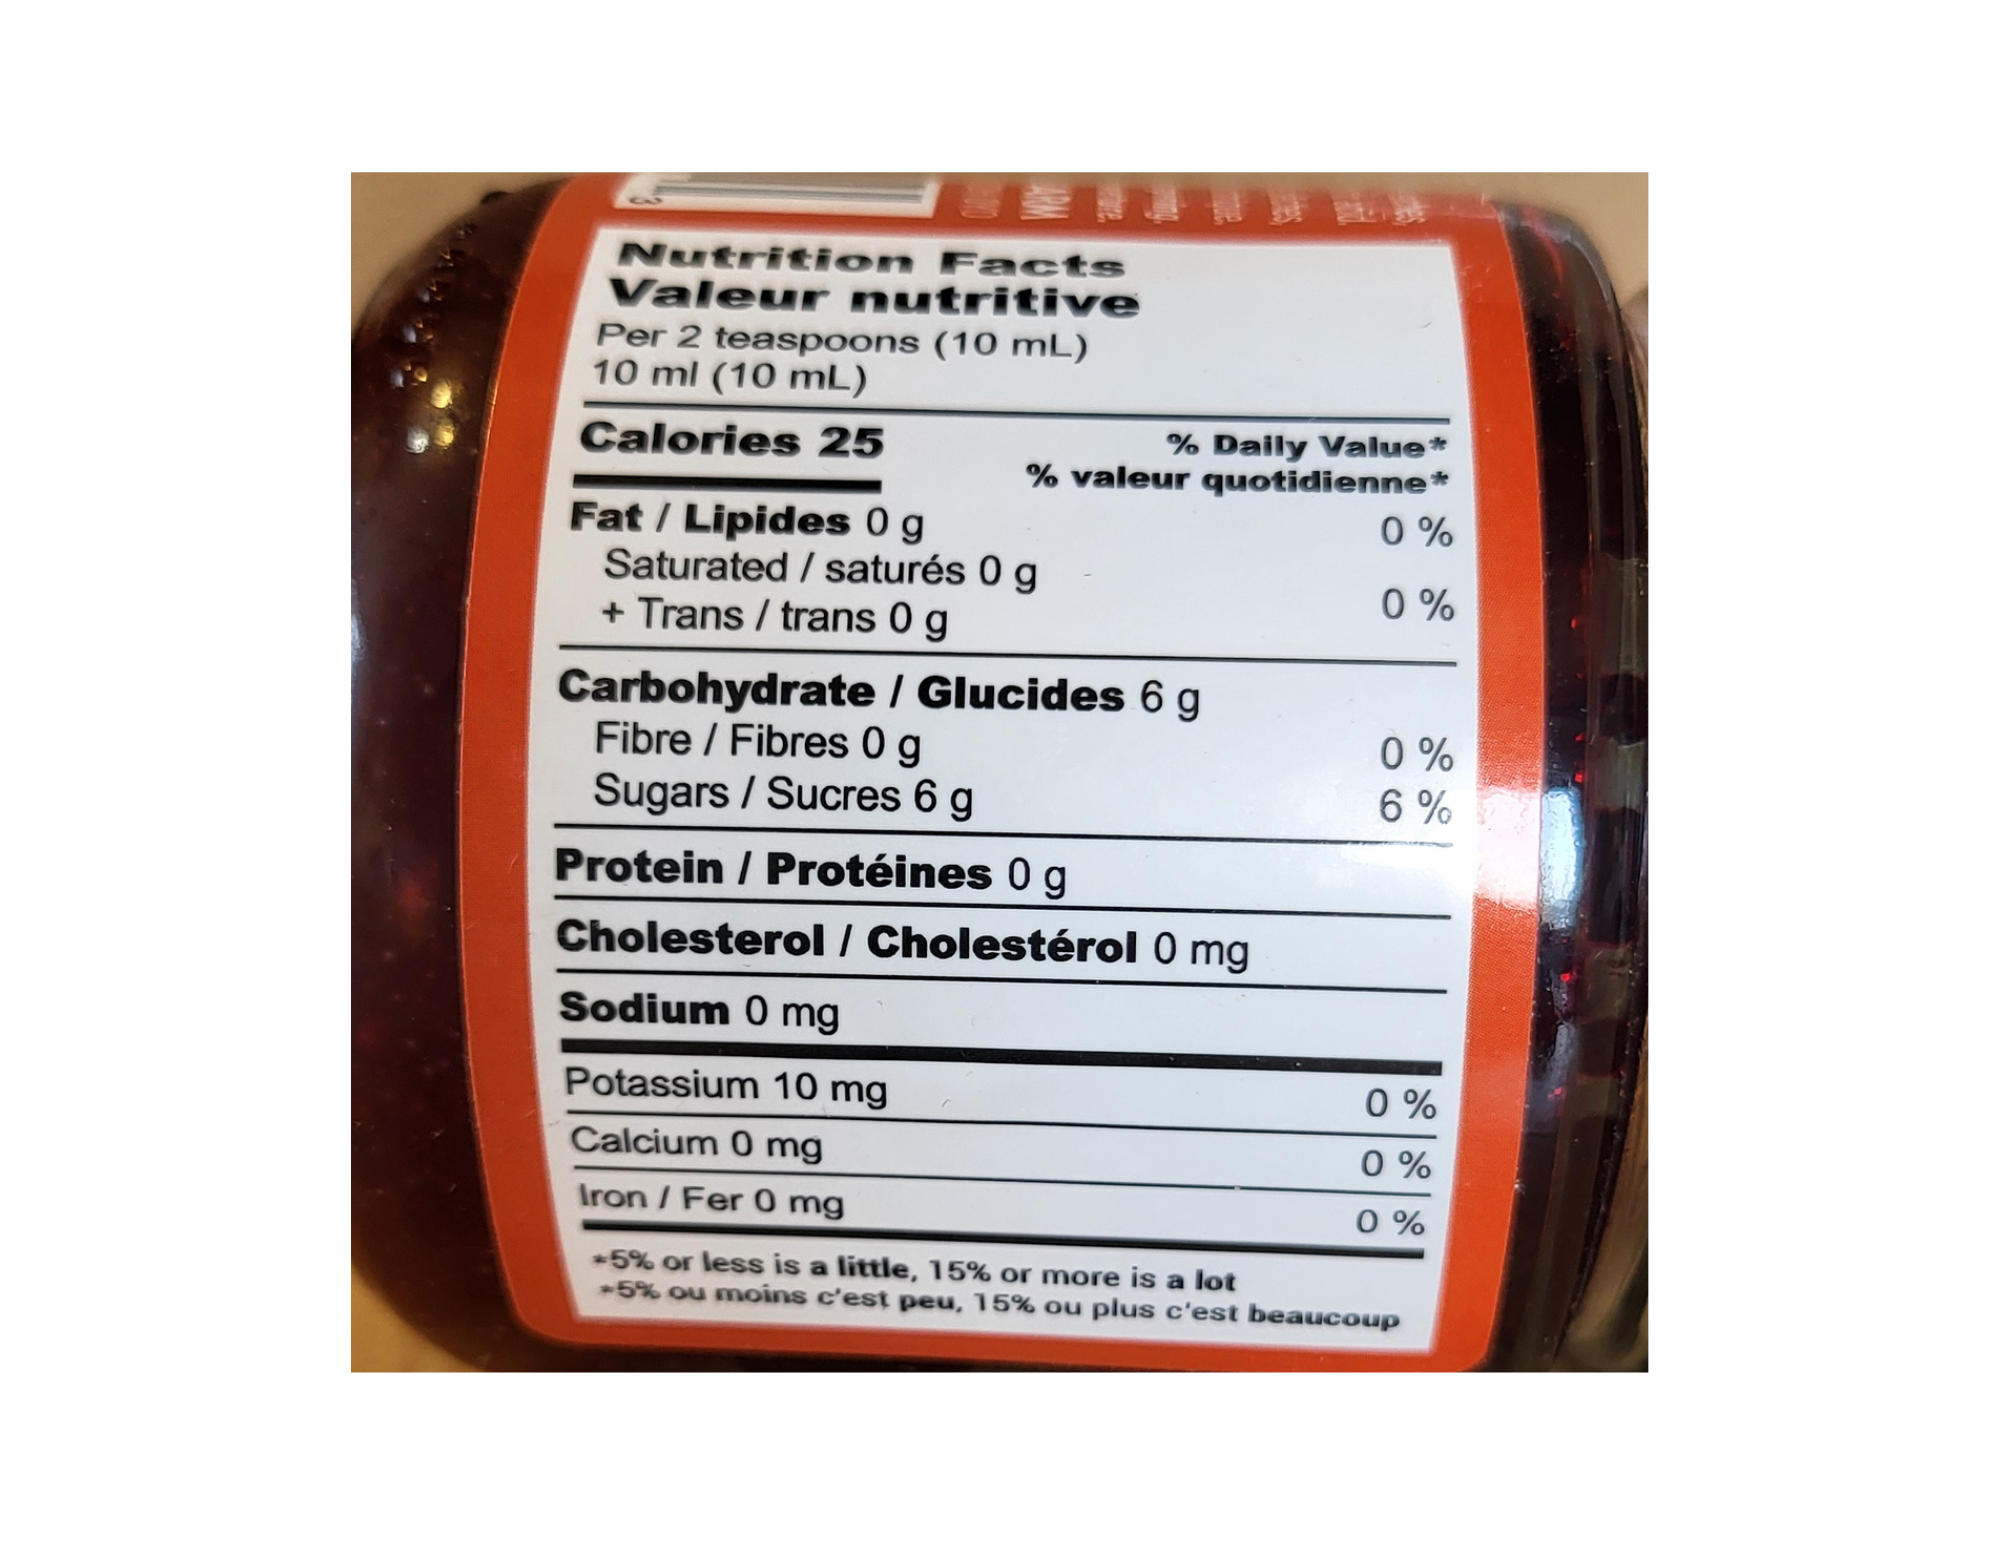 Nutrition Facts
Valeur nutritive
Per 2 teaspoons (10 mL)
10 ml (10 mL)
Calories 25
% Daily Value*
% valeur quotidienne*
Fat / Lipides 0 g 0 %
Saturated / saturés 0 g
+ Trans / trans 0 g 0 %
Carbohydrate / Glucides 6 g
Fibre / Fibres 0 g 0 %
Sugars / Sucres 6 g 6 %
Protein / Protéines 0 g
Cholesterol / Cholestérol 0 mg
Sodium 0 mg
Potassium 10 mg 0 %
Calcium 0 mg 0 %
Iron / Fer 0 mg 0 %
*5% or less is a little, 15% or more is a lot
*5% ou moins c'est peu, 15% ou plus c'est beaucoup